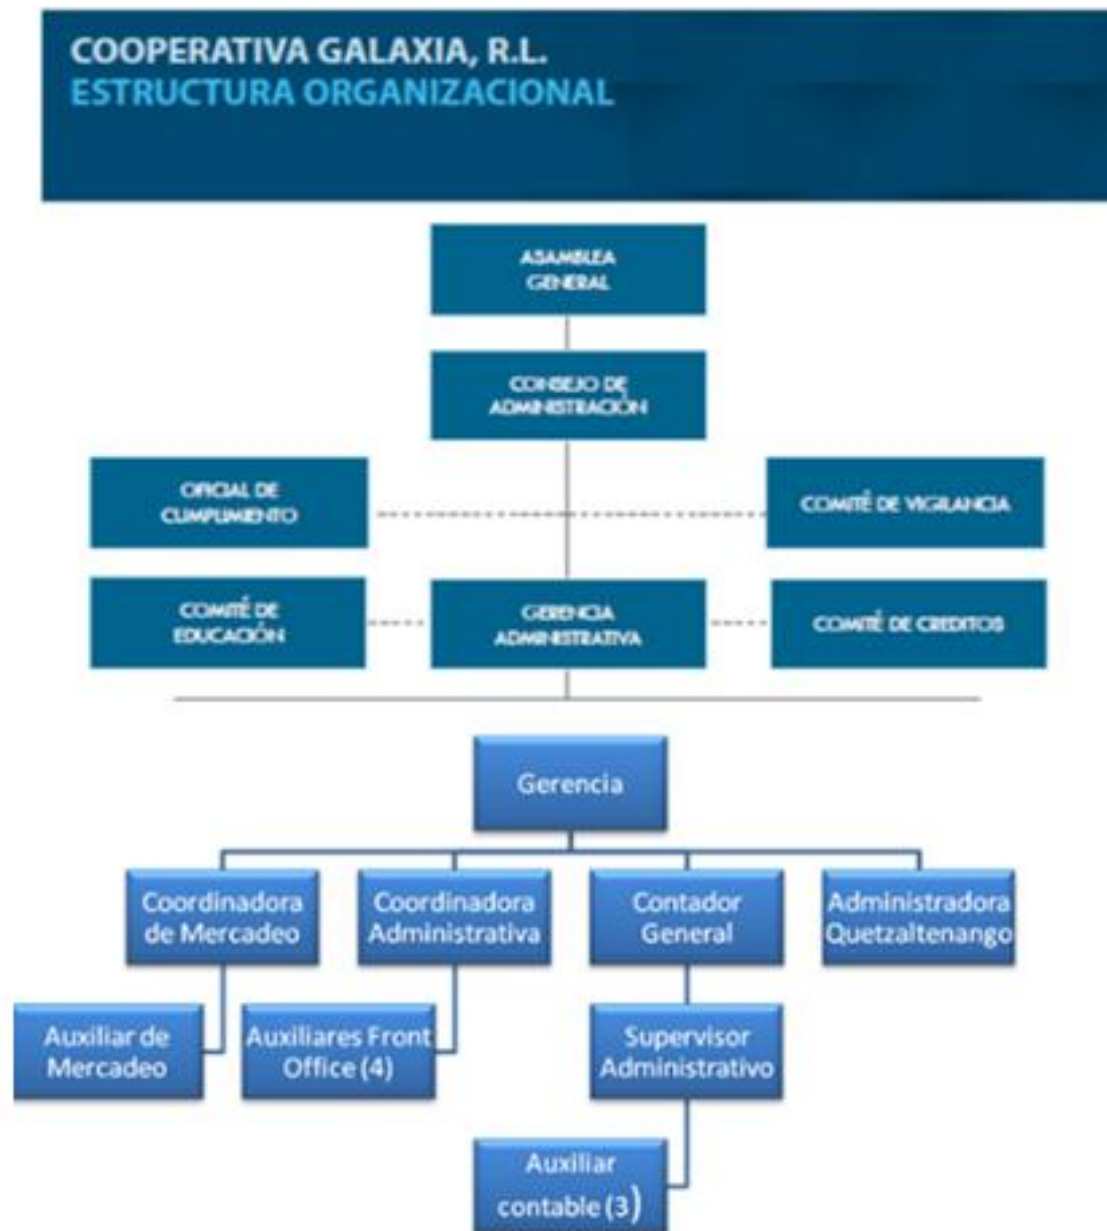 COOPERATIVA GALAXIA, R.L.
ESTRUCTURA ORGANIZACIONAL
ASAMBLEA
GENERAL
CONSEJO DE
ADMINISTRACIÓN
OFICIAL DE
CUMPLIMIENTO
COMITÉ DE VIGILANCIA
COMITÉ DE
EDUCACIÓN
GERENCIA
ADMINISTRATIVA
COMITÉ DE CREDITOS
Gerencia
Coordinadora
de Mercadeo
Coordinadora
Administrativa
Contador
General
Administradora
Quetzaltenango
Auxiliar de
Mercadeo
Auxiliares Front
Office (4)
Supervisor
Administrativo
Auxiliar
contable (3)